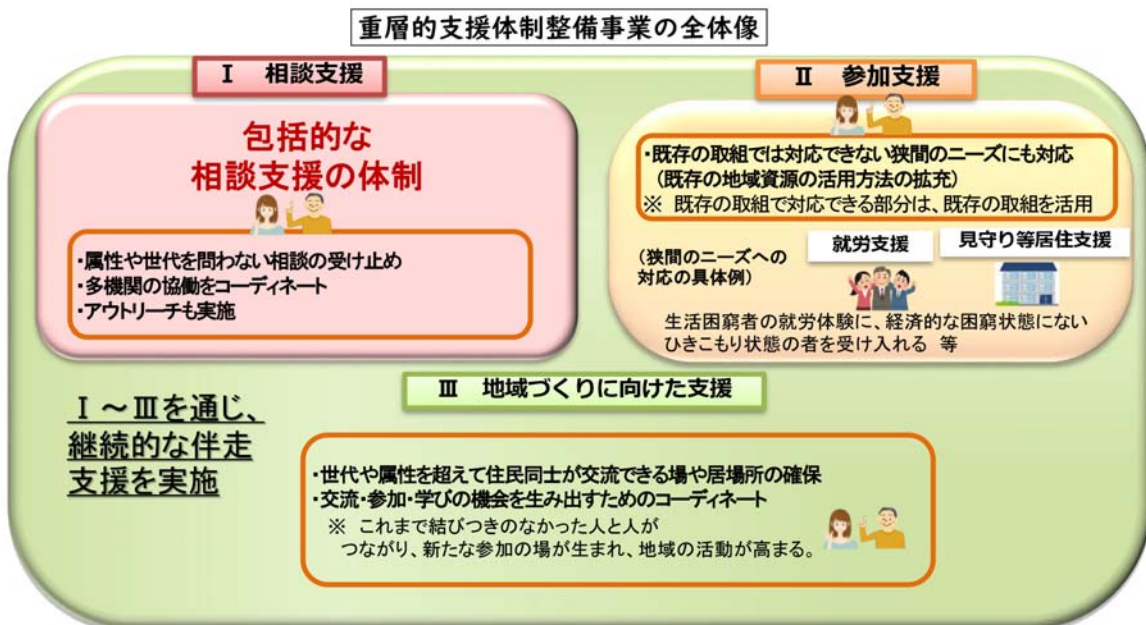 重層的支援体制整備事業の全体像
Ⅰ 相談支援
包括的な
相談支援の体制
・属性や世代を問わない相談の受け止め
・多機関の協働をコーディネート
・アウトリーチも実施
Ⅱ 参加支援
・既存の取組では対応できない狭間のニーズにも対応
（既存の地域資源の活用方法の拡充）
※ 既存の取組で対応できる部分は、既存の取組を活用
（狭間のニーズへの
対応の具体例）
就労支援
見守り等居住支援
生活困窮者の就労体験に、経済的な困窮状態にない
ひきこもり状態の者を受け入れる 等
Ⅲ 地域づくりに向けた支援
Ⅰ～Ⅲを通じ、
継続的な伴走
支援を実施
・世代や属性を超えて住民同士が交流できる場や居場所の確保
・交流・参加・学びの機会を生み出すためのコーディネート
※ これまで結びつきのなかった人と人が
つながり、新たな参加の場が生まれ、地域の活動が高まる。